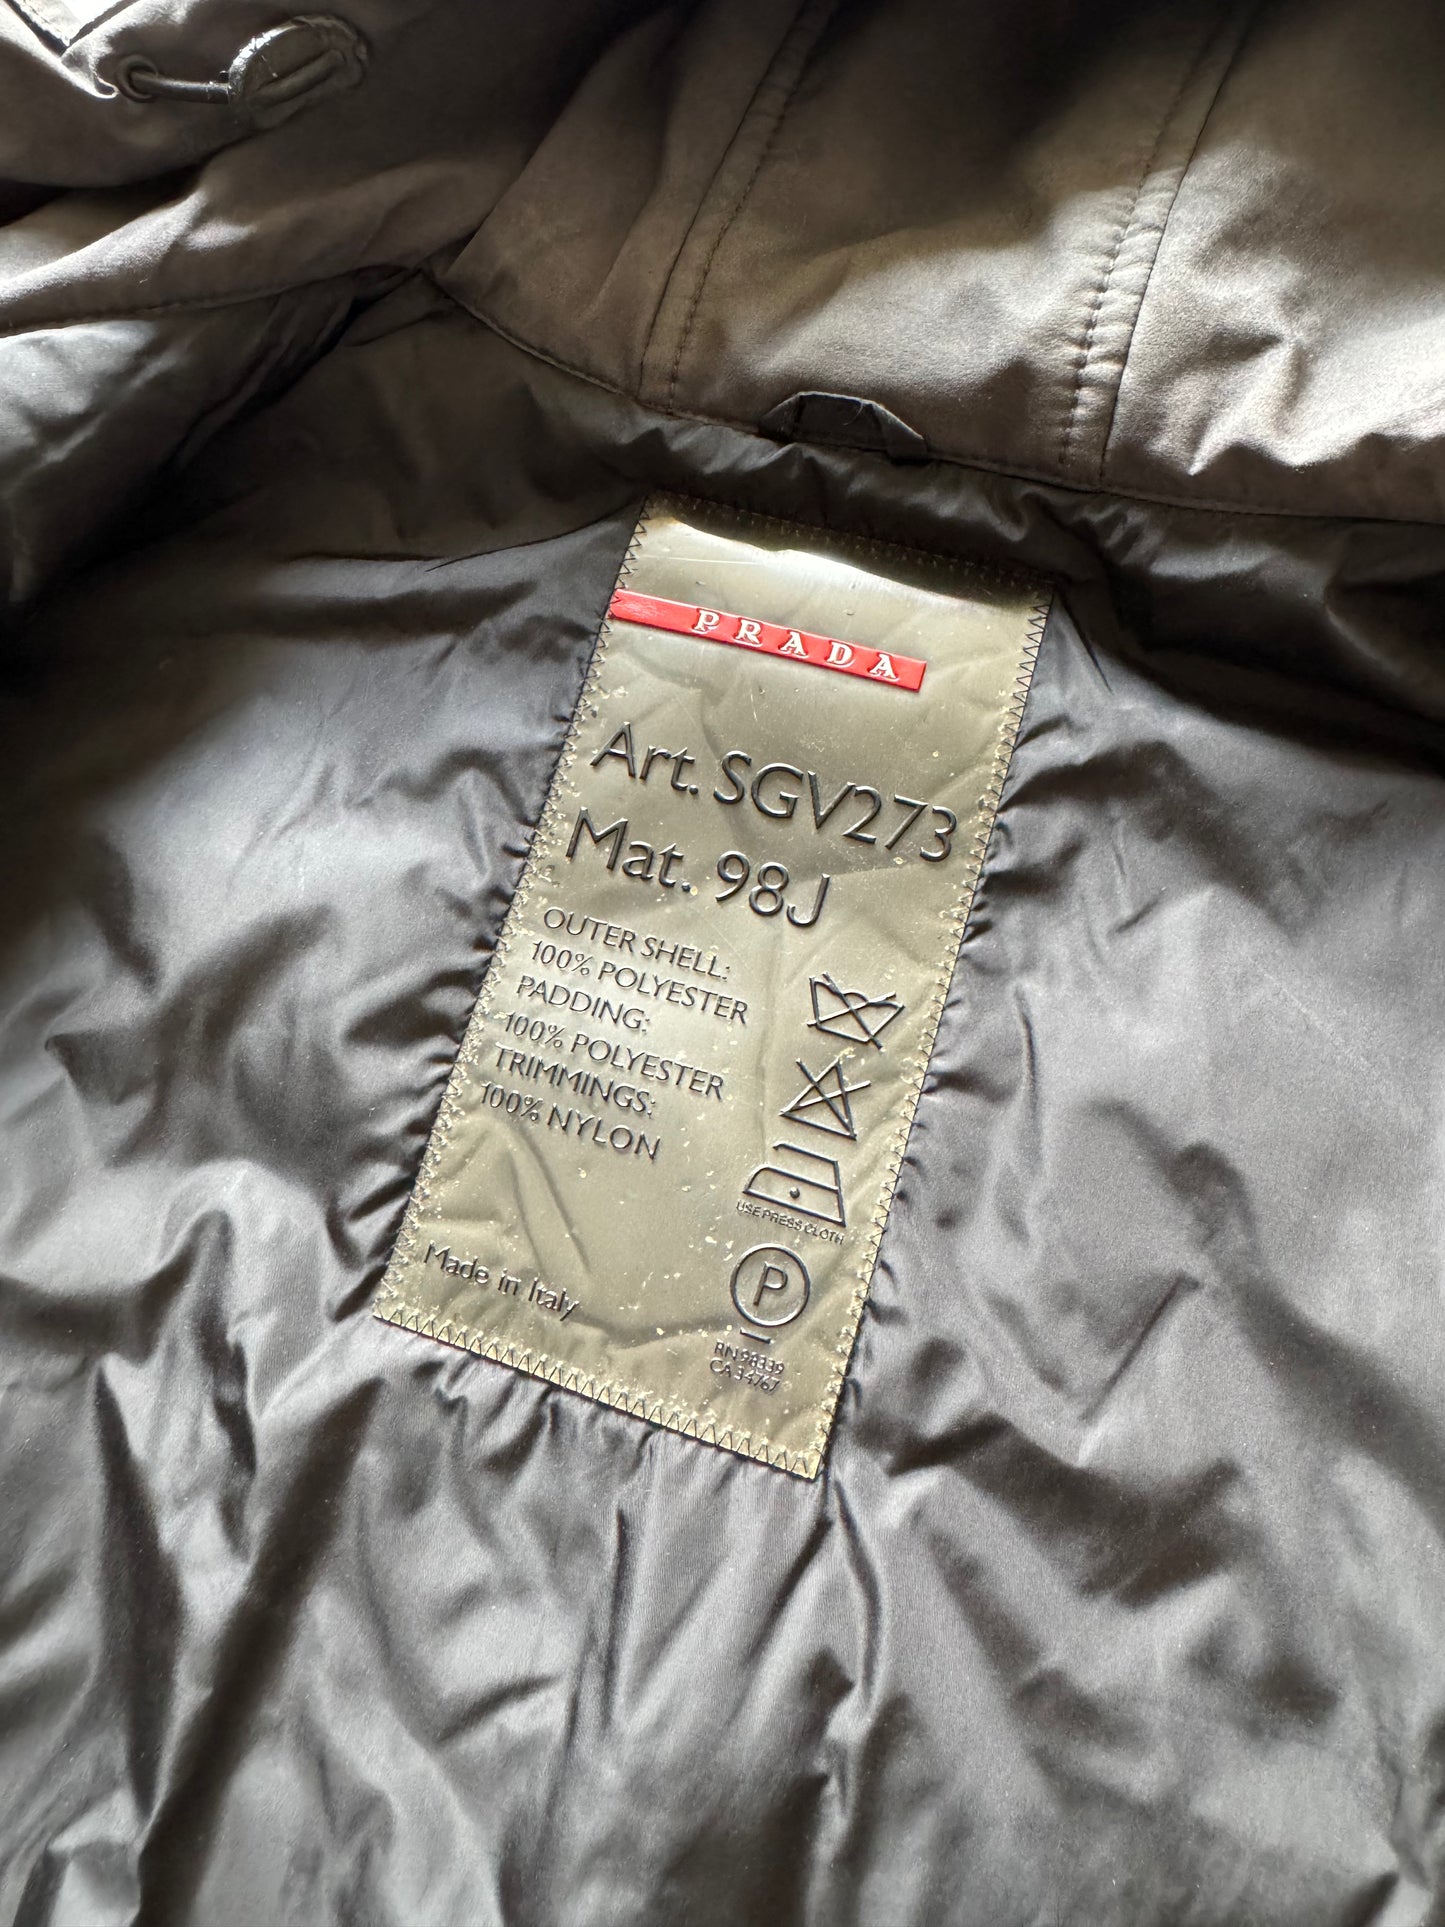 PRADA
Art. SGV273
Mat. 98J
OUTER SHELL:
100% POLYESTER
PADDING:
100% POLYESTER
TRIMMINGS:
100% NYLON
USE PRESS CLOTH
P
Made in Italy
RN 98339
CA 34767